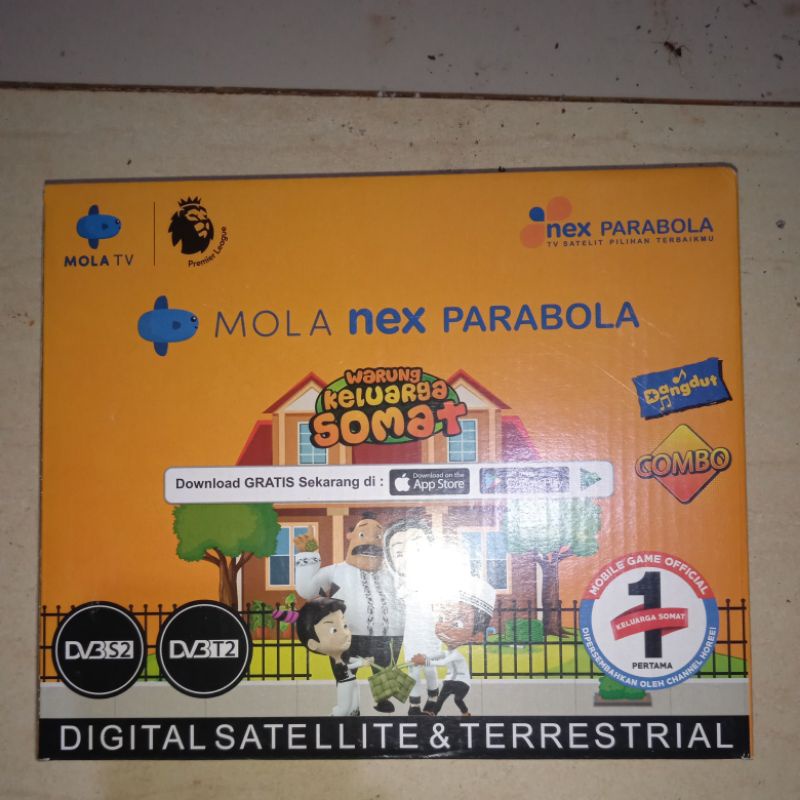 MOLA TV
Premier League
nex PARABOLA
TV SATELIT PILIHAN TERBAIKMU
MOLA nex PARABOLA
WARUNG
KELUARGA
SOMAT
Dangdut
COMBO
Download GRATIS Sekarang di :
Download on the
App Store
Google Play
MOBILE GAME OFFICIAL
1
KELUARGA SOMAT
PERTAMA
DIPERSEMBAHKAN OLEH CHANNEL HOREE!
DVB S2
DVB T2
DIGITAL SATELLITE & TERRESTRIAL